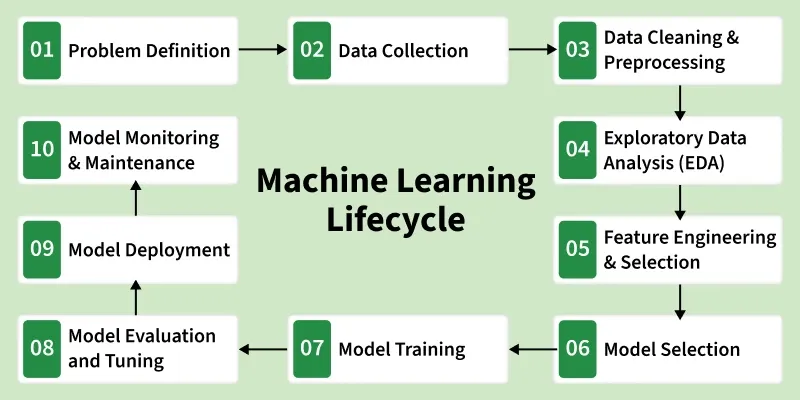 01 Problem Definition
02 Data Collection
03 Data Cleaning &
Preprocessing
04 Exploratory Data
Analysis (EDA)
05 Feature Engineering
& Selection
06 Model Selection
07 Model Training
08 Model Evaluation
and Tuning
09 Model Deployment
10 Model Monitoring
& Maintenance
Machine Learning
Lifecycle